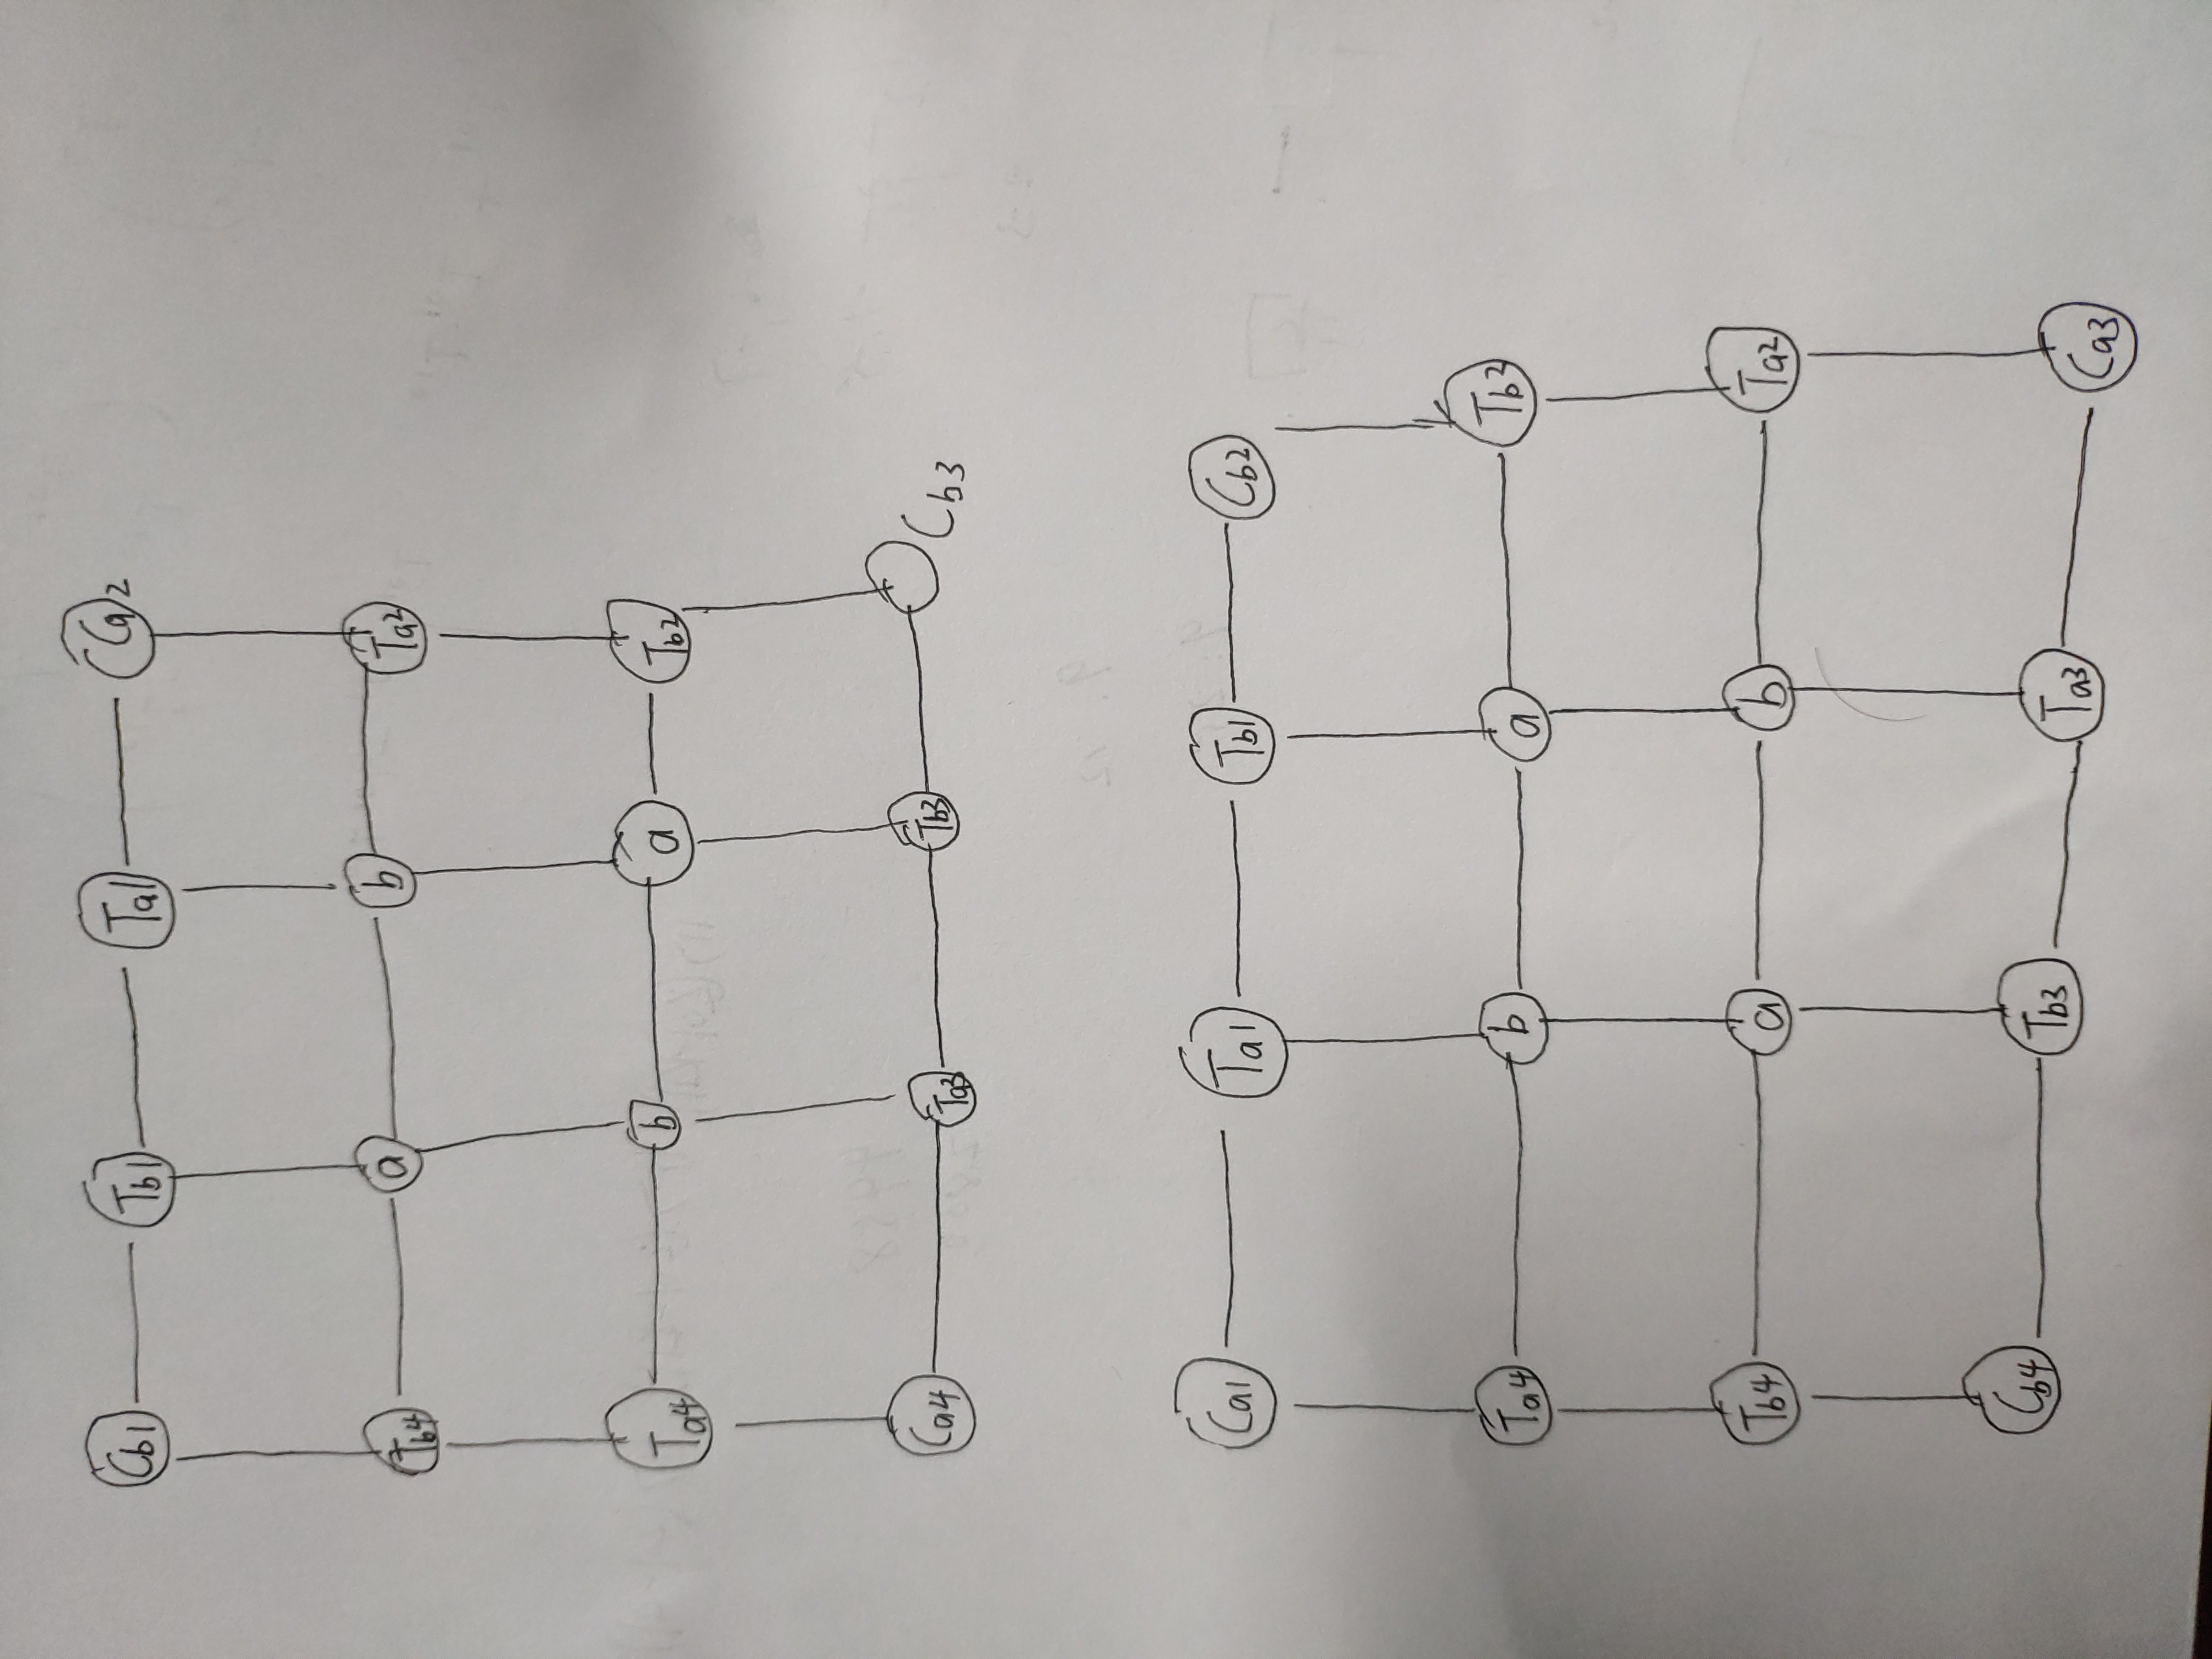 Cb1 Tb1 Ta1 Ca2
Tb4 a b Ta2
Ta4 b a Tb2
Ca4 Ta3 Tb3 Cb3
Ca1 Ta1 Tb1 Cb2
Ta4 b a Tb2
Tb4 a b Ta2
Cb4 Tb3 Ta3 Ca3